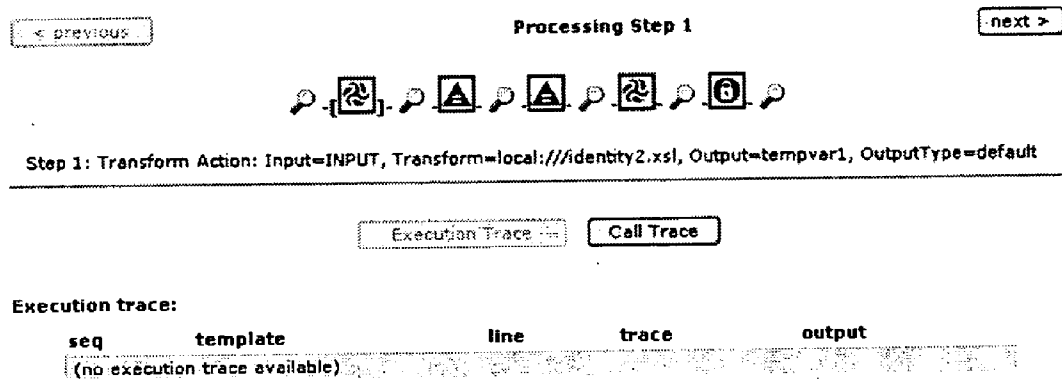 < previous
Processing Step 1
next >
Step 1: Transform Action: Input=INPUT, Transform=local:///identity2.xsl, Output=tempvar1, OutputType=default
Execution Trace
Call Trace
Execution trace:
seq template line trace output
(no execution trace available)